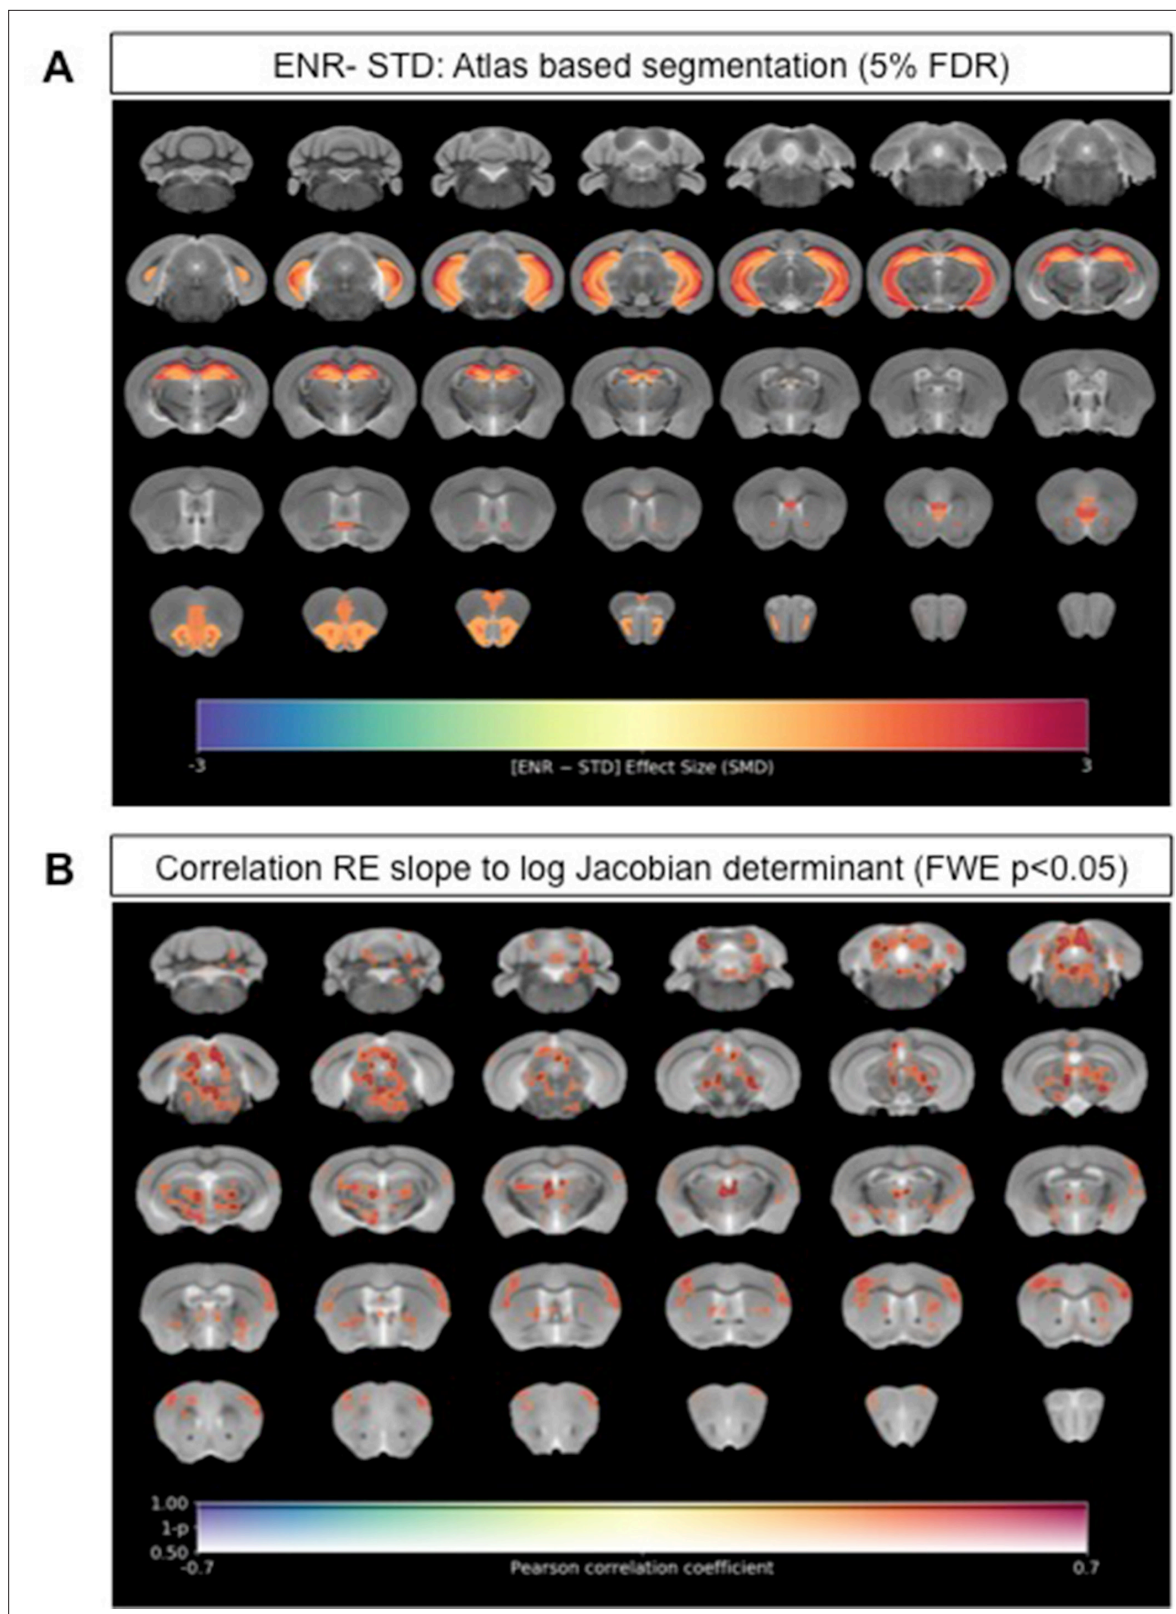 A
ENR- STD: Atlas based segmentation (5% FDR)
-3
[ENR − STD] Effect Size (SMD)
3
B
Correlation RE slope to log Jacobian determinant (FWE p<0.05)
1.00
1-p
0.50
-0.7
Pearson correlation coefficient
0.7